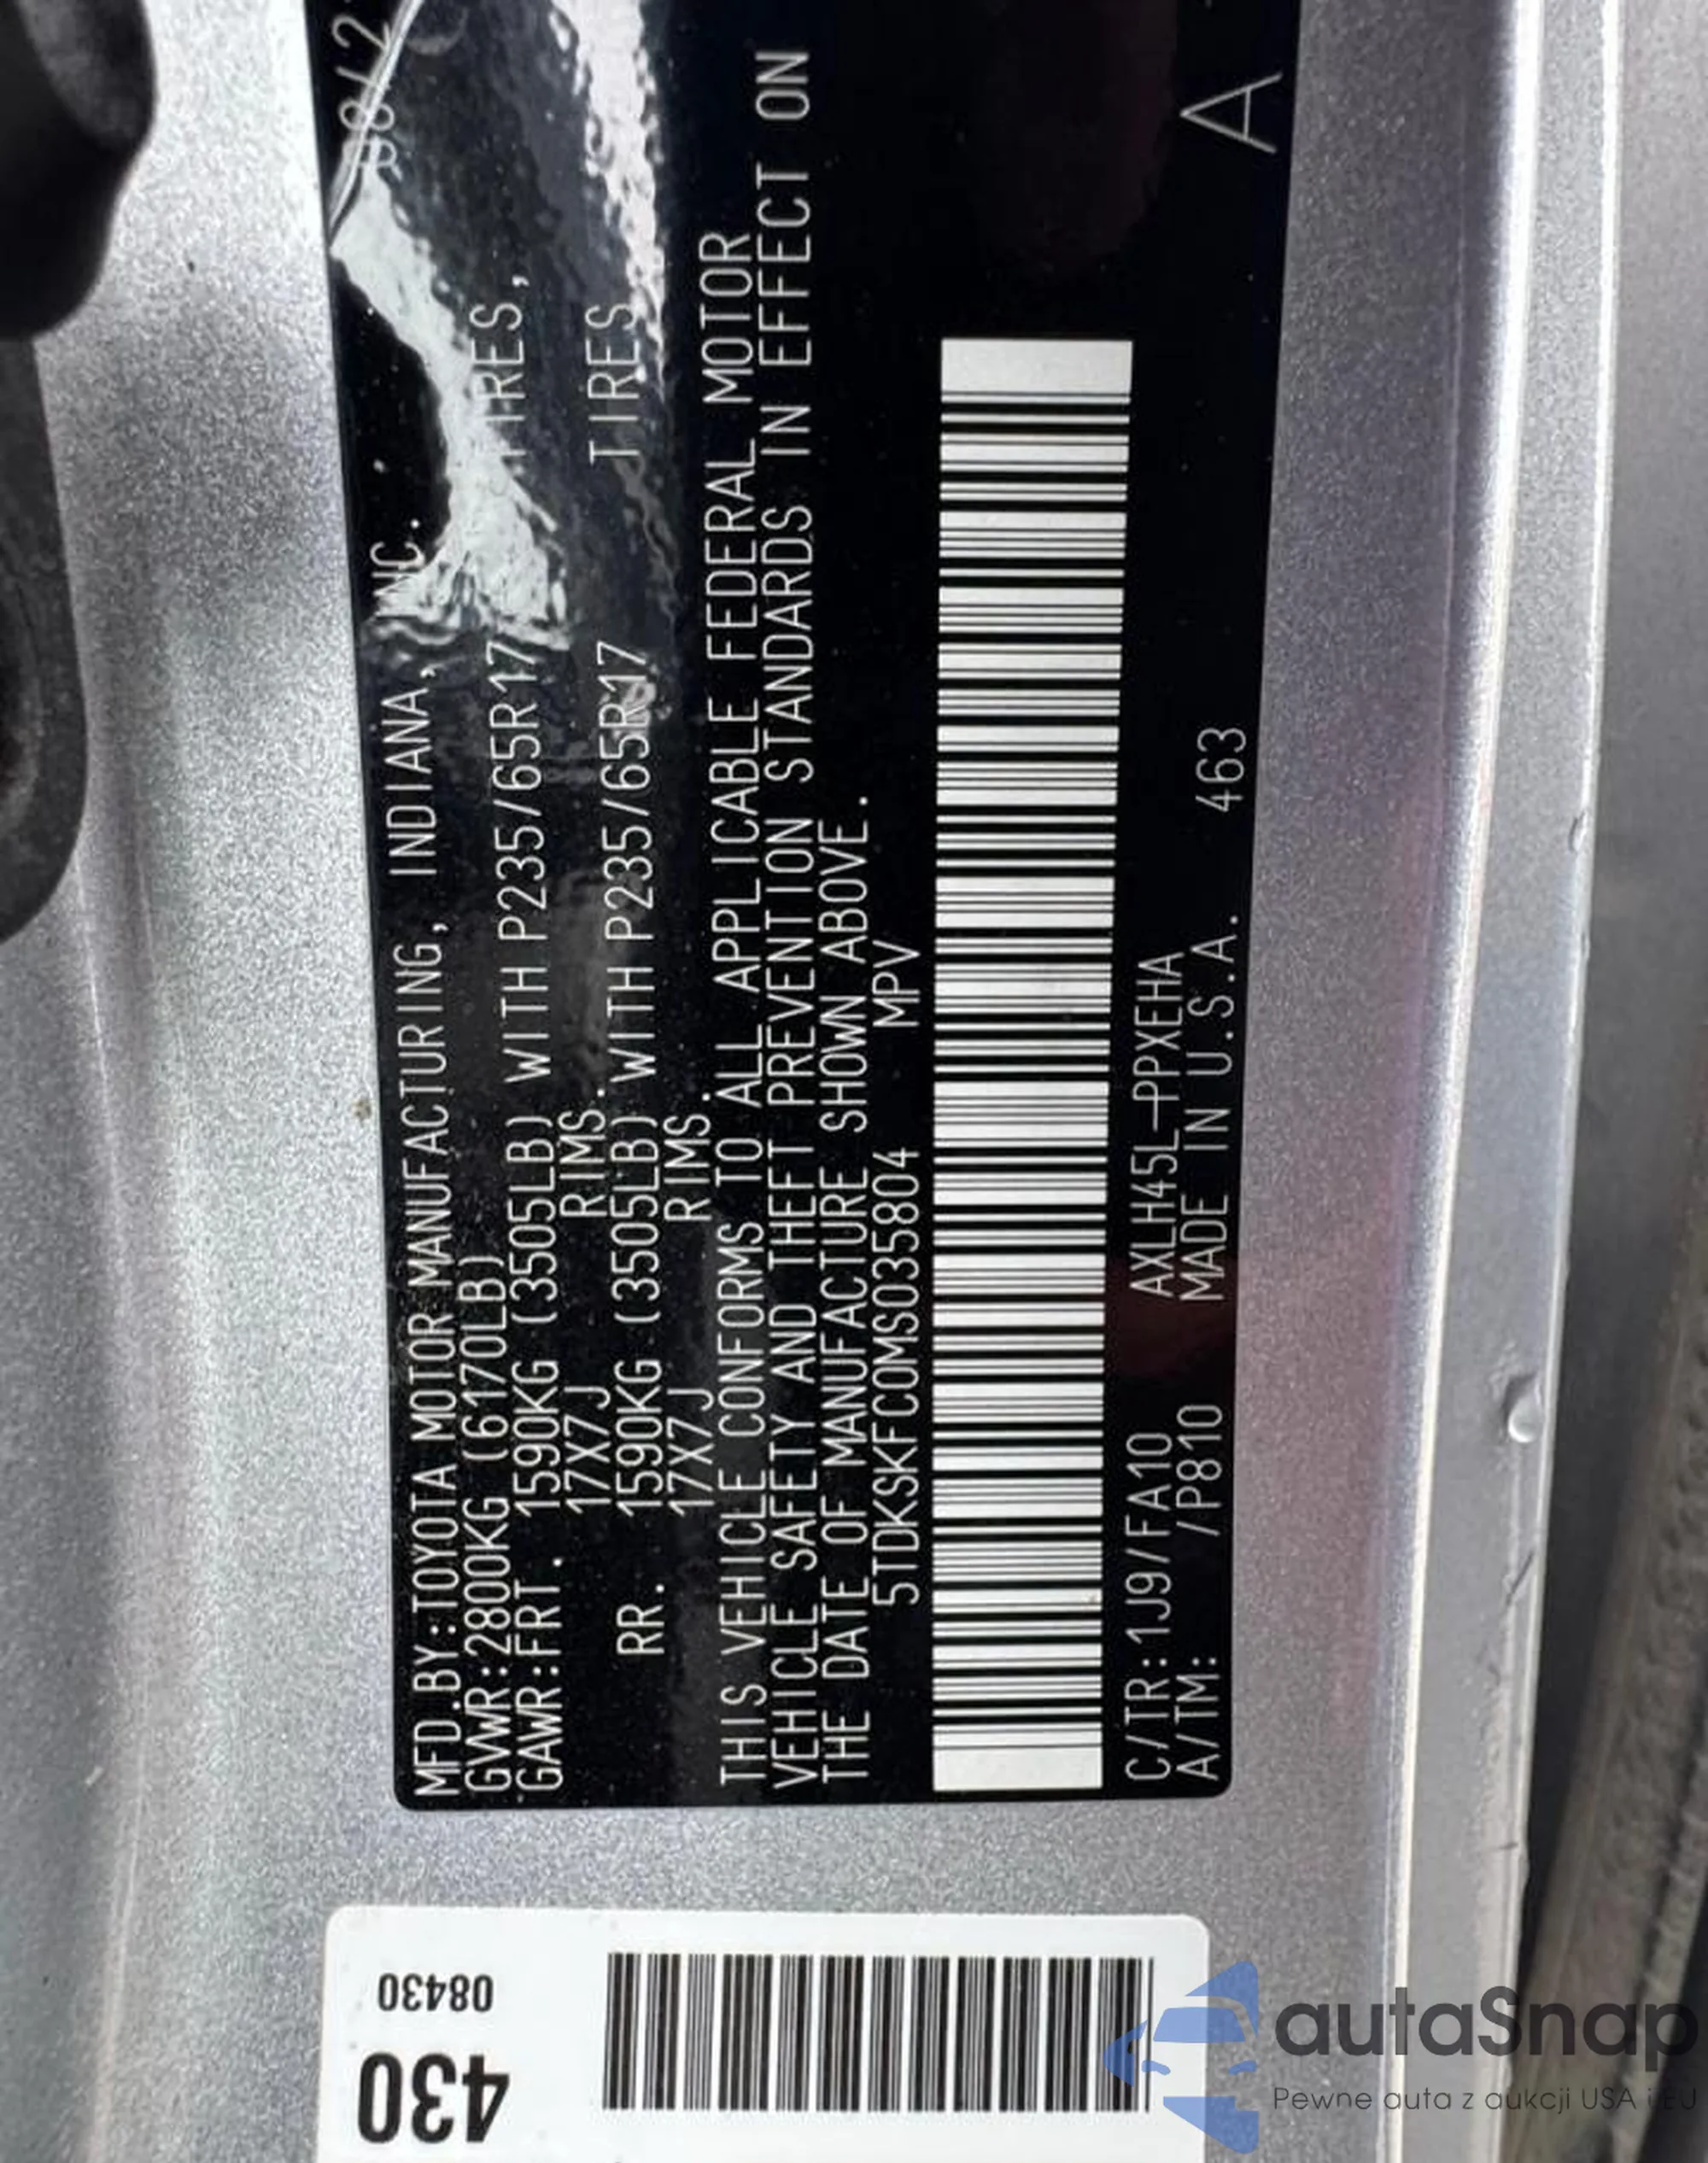 08/2
MFD.BY:TOYOTA MOTOR MANUFACTURING, INDIANA, INC.
GVWR:2800KG (6170LB)
GAWR:FRT. 1590KG (3505LB) WITH P235/65R17 TIRES,
17X7J RIMS.
RR. 1590KG (3505LB) WITH P235/65R17 TIRES
17X7J RIMS.
THIS VEHICLE CONFORMS TO ALL APPLICABLE FEDERAL MOTOR
VEHICLE SAFETY AND THEFT PREVENTION STANDARDS IN EFFECT ON
THE DATE OF MANUFACTURE SHOWN ABOVE.
5TDKSKFC0MS035804 MPV
C/TR:1J9/FA10 AXLH45L-PPXEHA
A/TM: /P810 MADE IN U.S.A. 463
A
08430
430
autaSnap
Pewne auta z aukcji USA i EU